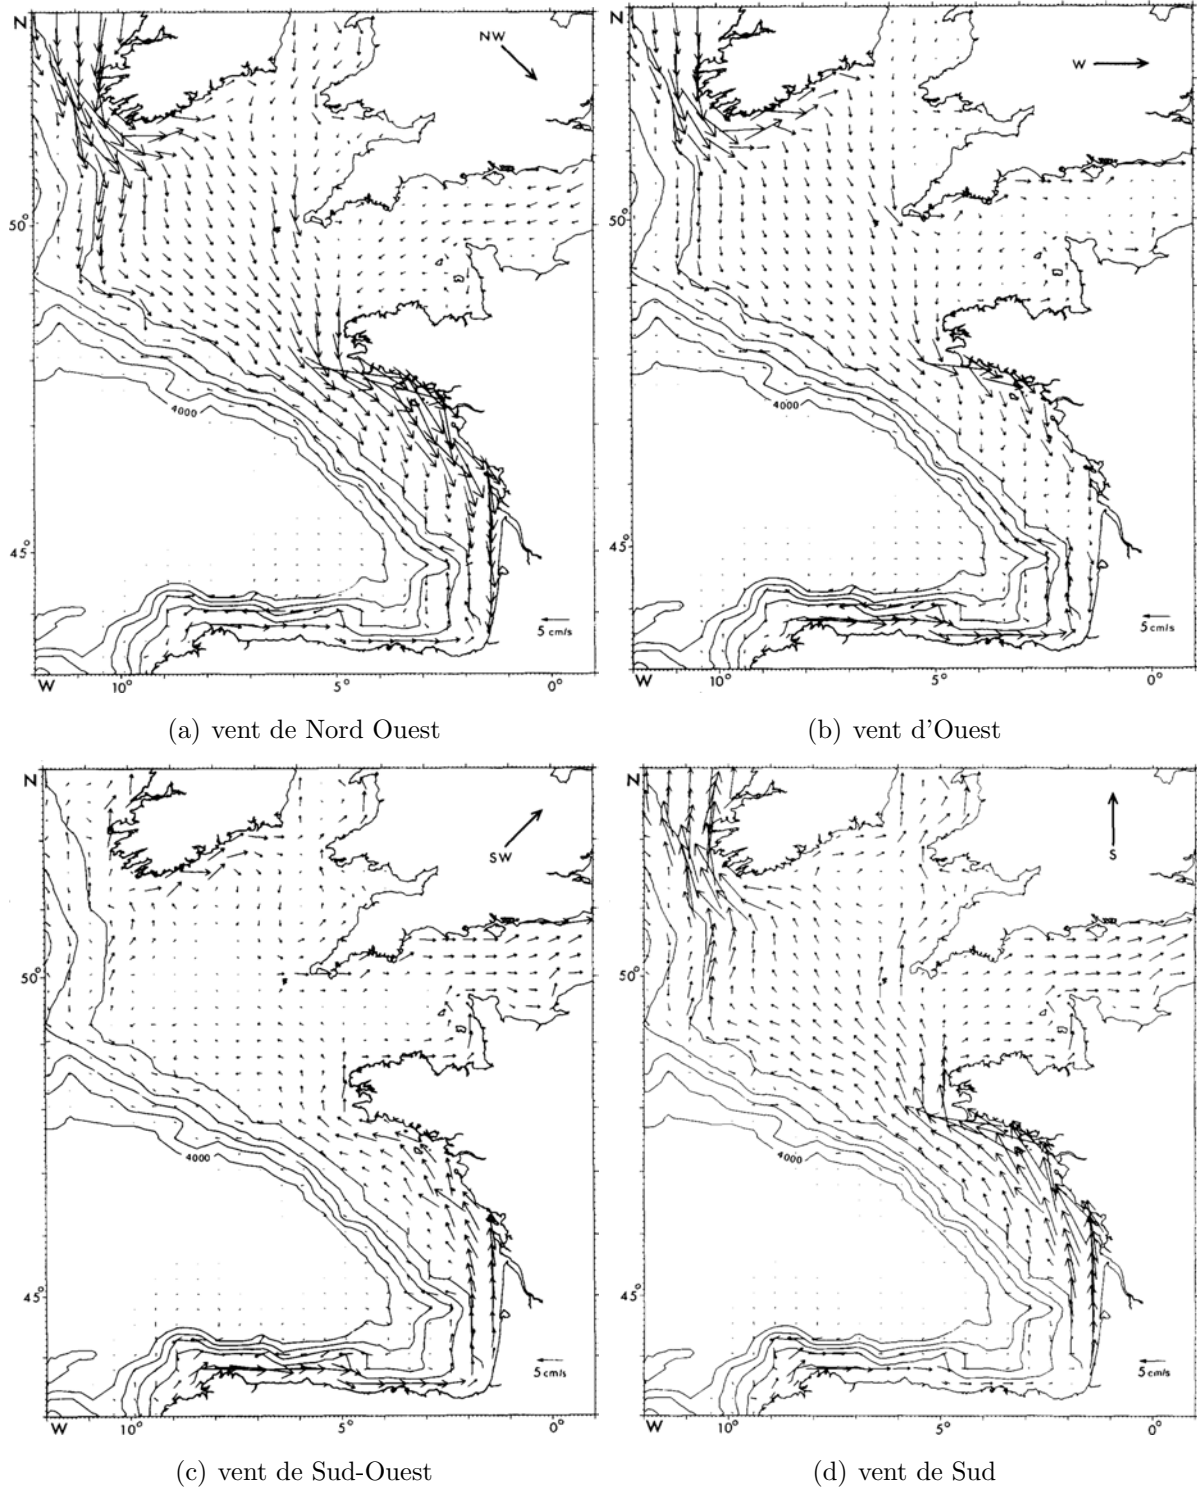 N
NW
50°
4000
45°
5 cm/s
W 10° 5° 0°
(a) vent de Nord Ouest
N
W
50°
4000
45°
5 cm/s
W 10° 5° 0°
(b) vent d'Ouest
N
SW
50°
4000
45°
5 cm/s
W 10° 5° 0°
(c) vent de Sud-Ouest
N
S
50°
4000
45°
5 cm/s
W 10° 5° 0°
(d) vent de Sud